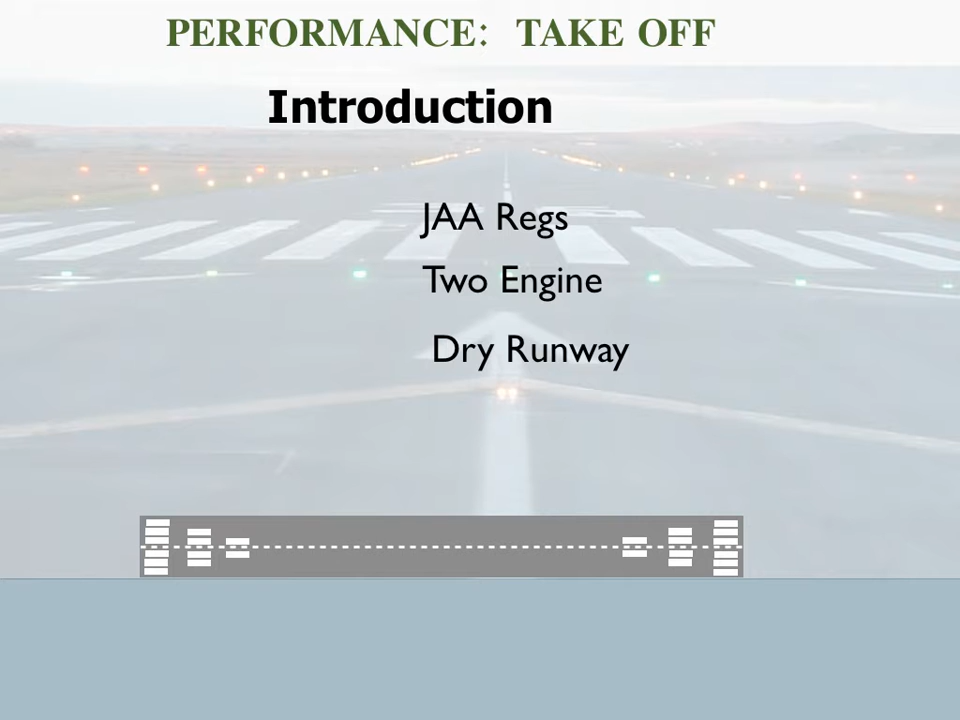 PERFORMANCE: TAKE OFF
Introduction
JAA Regs
Two Engine
Dry Runway